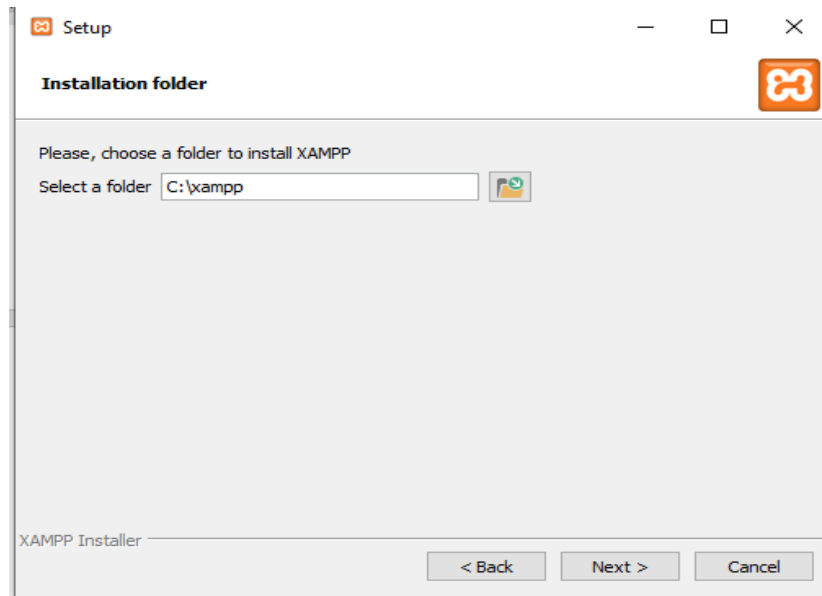 Setup
Installation folder
Please, choose a folder to install XAMPP
Select a folder C:\xampp
XAMPP Installer
< Back Next > Cancel